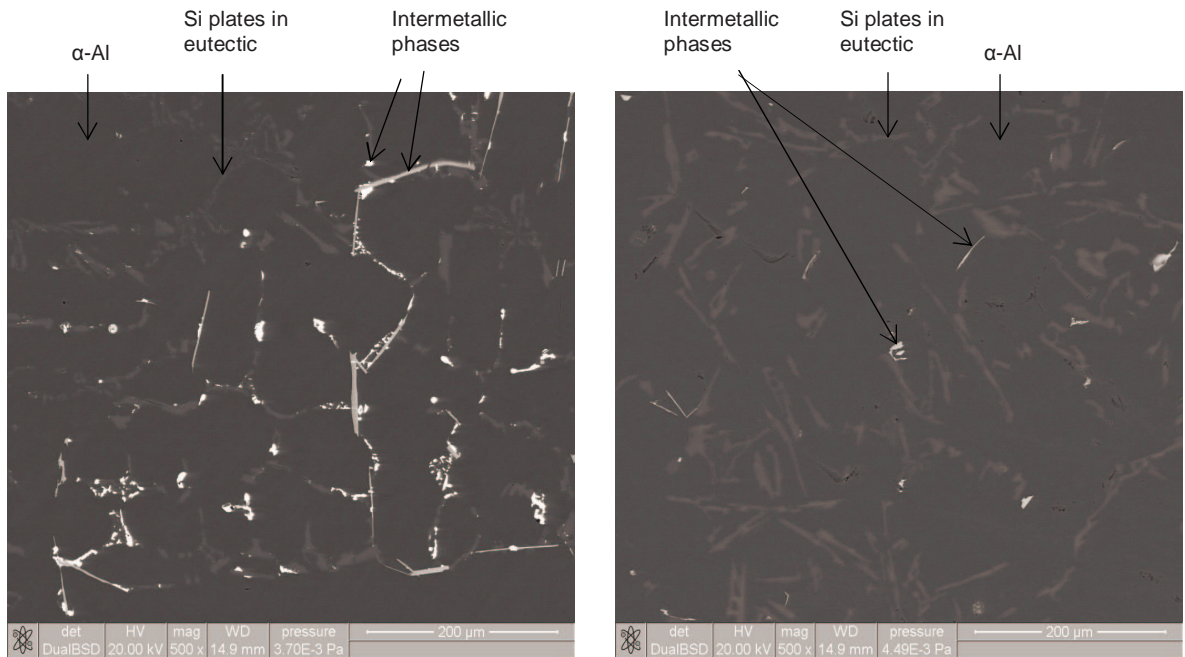 α-Al
Si plates in
eutectic
Intermetallic
phases
Intermetallic
phases
Si plates in
eutectic
α-Al
det
DualBSD
HV
20.00 kV
mag
500 x
WD
14.9 mm
pressure
3.70E-3 Pa
200 µm
det
DualBSD
HV
20.00 kV
mag
500 x
WD
14.9 mm
pressure
4.49E-3 Pa
200 µm